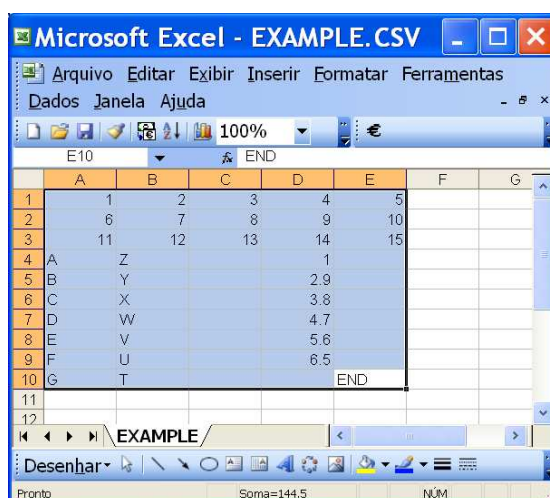 Microsoft Excel - EXAMPLE.CSV
Arquivo Editar Exibir Inserir Formatar Ferramentas
Dados Janela Ajuda
100% €
E10 fx END
A B C D E F G
1 1 2 3 4 5
2 6 7 8 9 10
3 11 12 13 14 15
4 A Z 1
5 B Y 2.9
6 C X 3.8
7 D W 4.7
8 E V 5.6
9 F U 6.5
10 G T END
11
12
EXAMPLE
Desenhar
Pronto Soma=144.5 NÚM